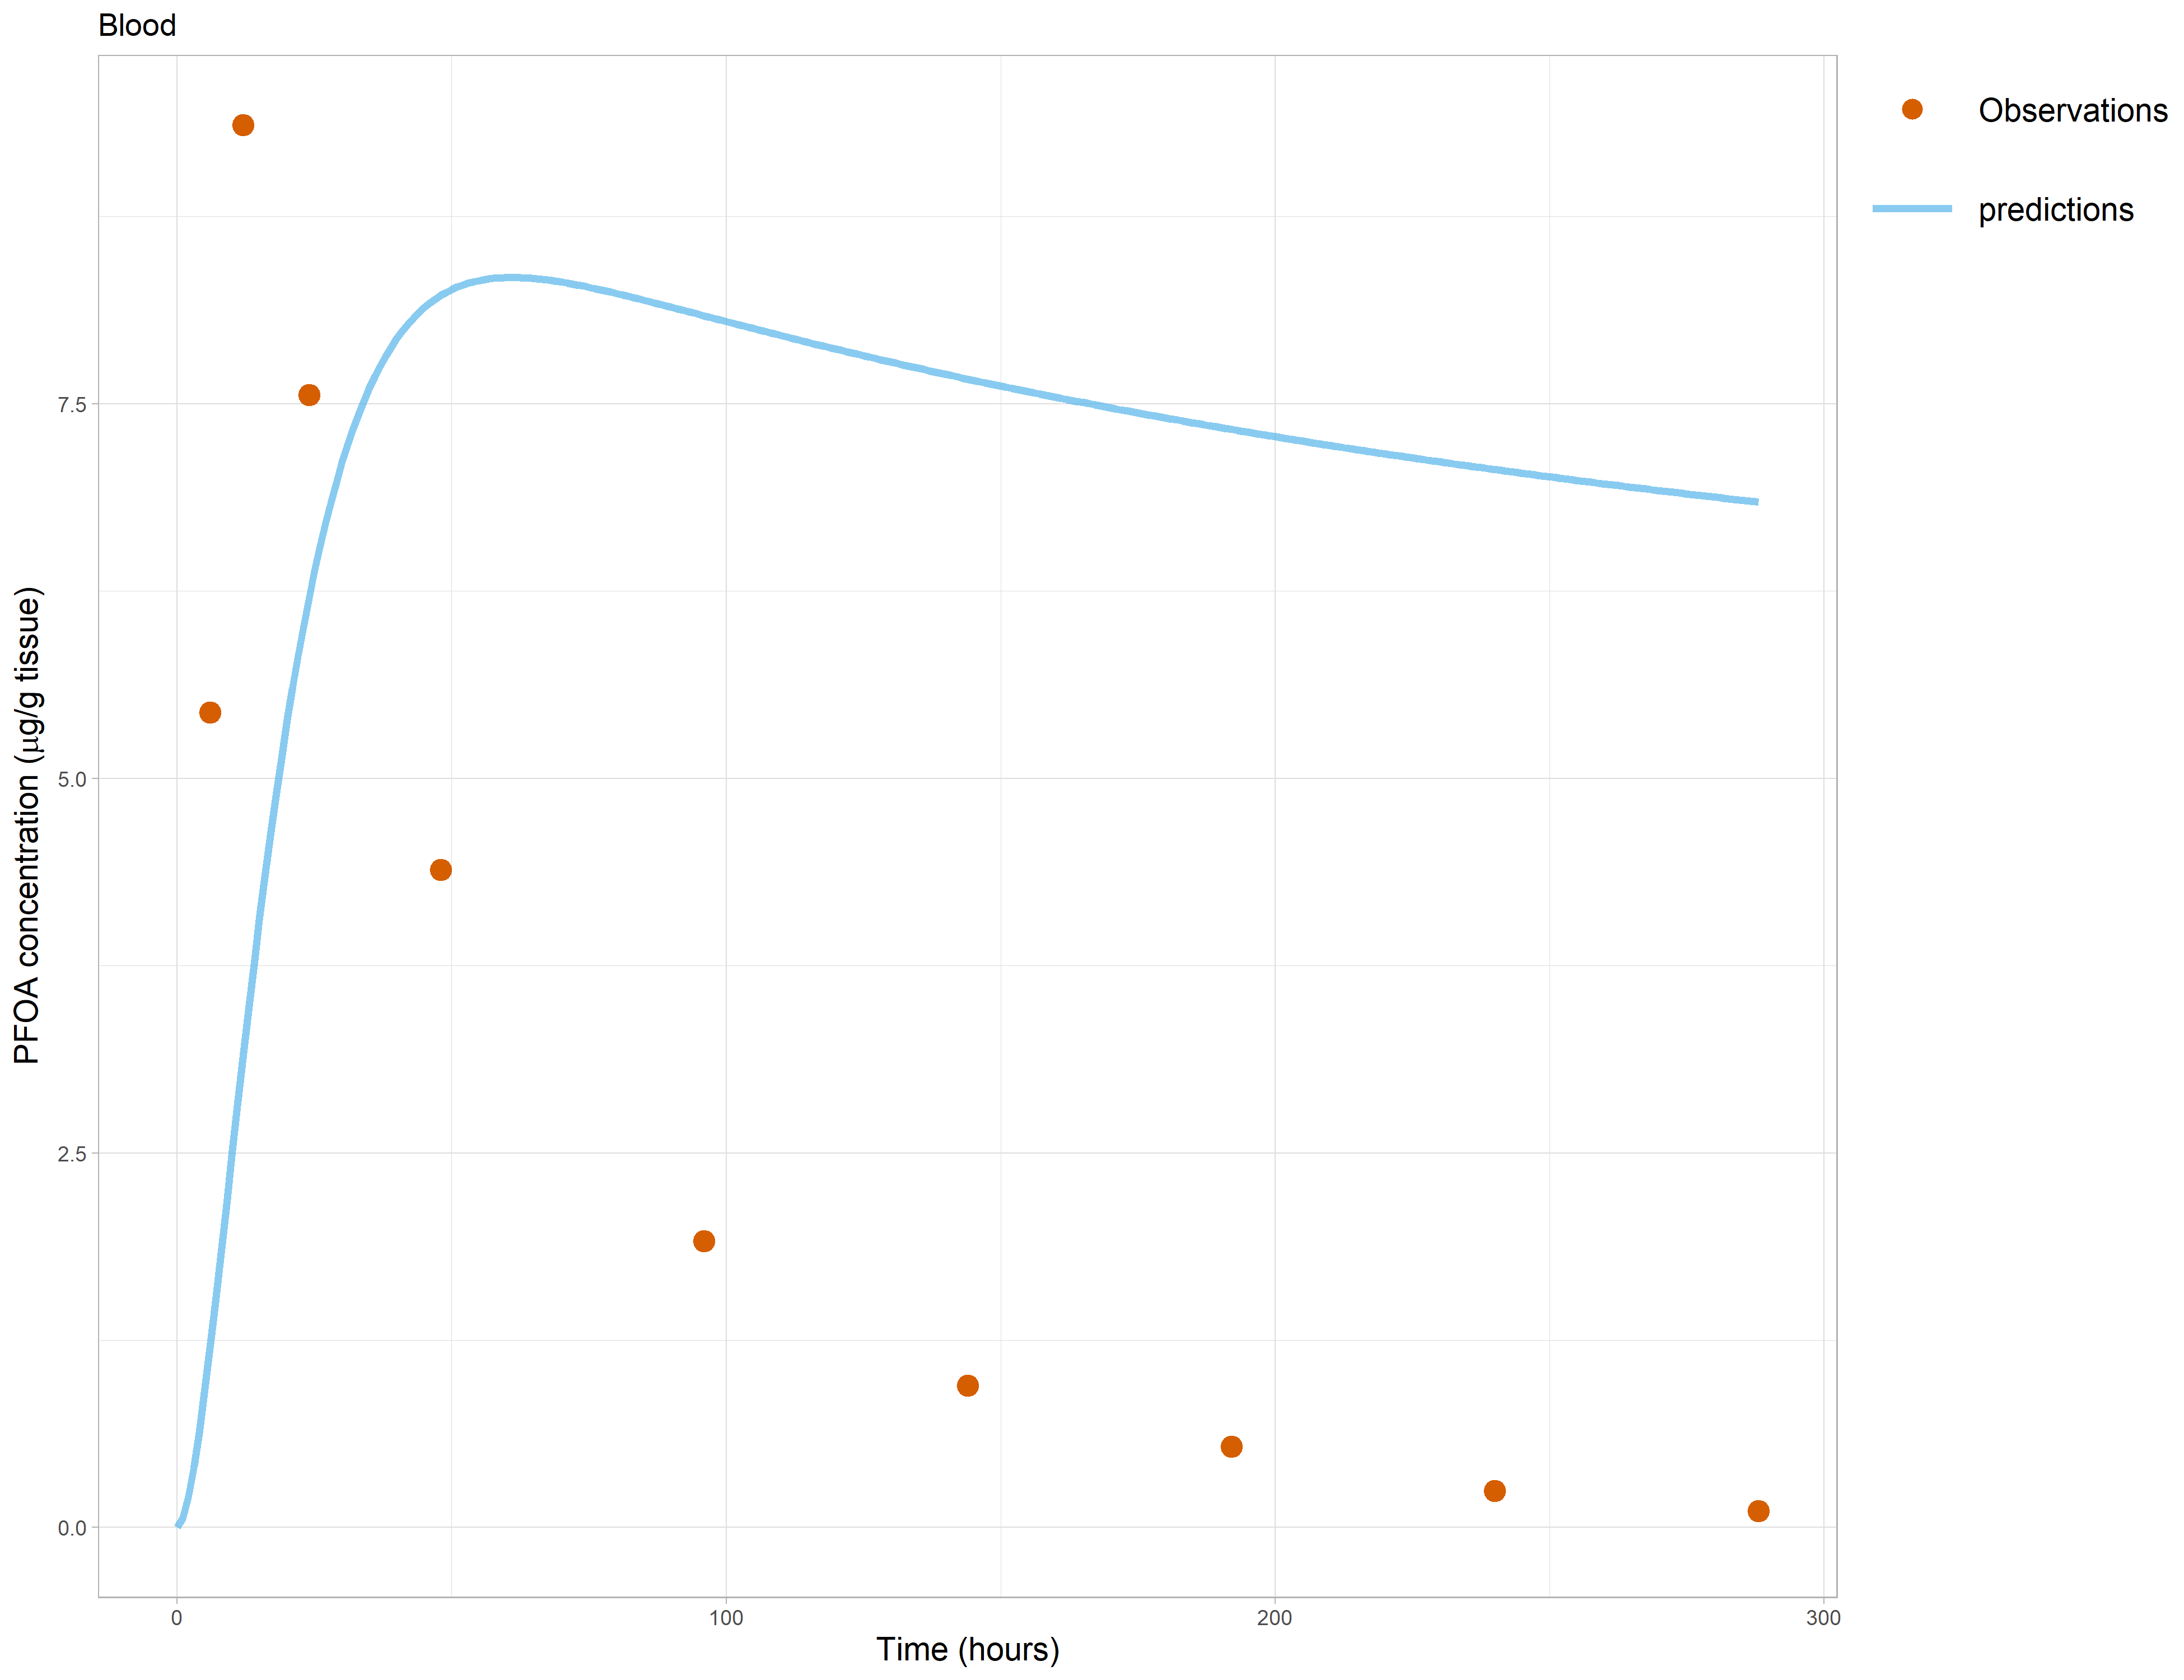 Blood
Observations
predictions
PFOA concentration (μg/g tissue)
7.5
5.0
2.5
0.0
0
100
200
300
Time (hours)